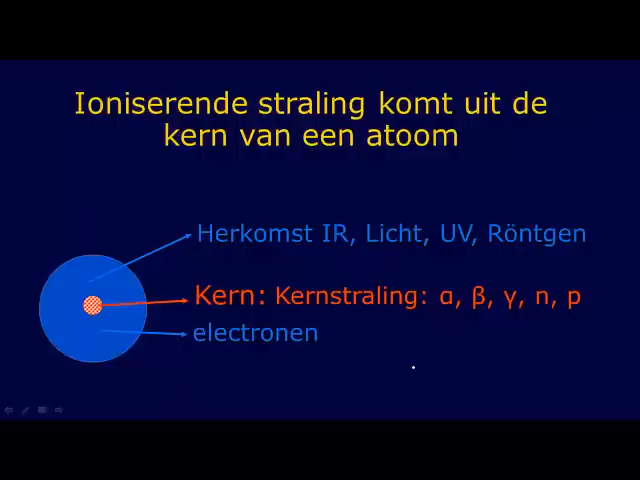 Ioniserende straling komt uit de
kern van een atoom
Herkomst IR, Licht, UV, Röntgen
Kern: Kernstraling: α, β, γ, n, p
electronen